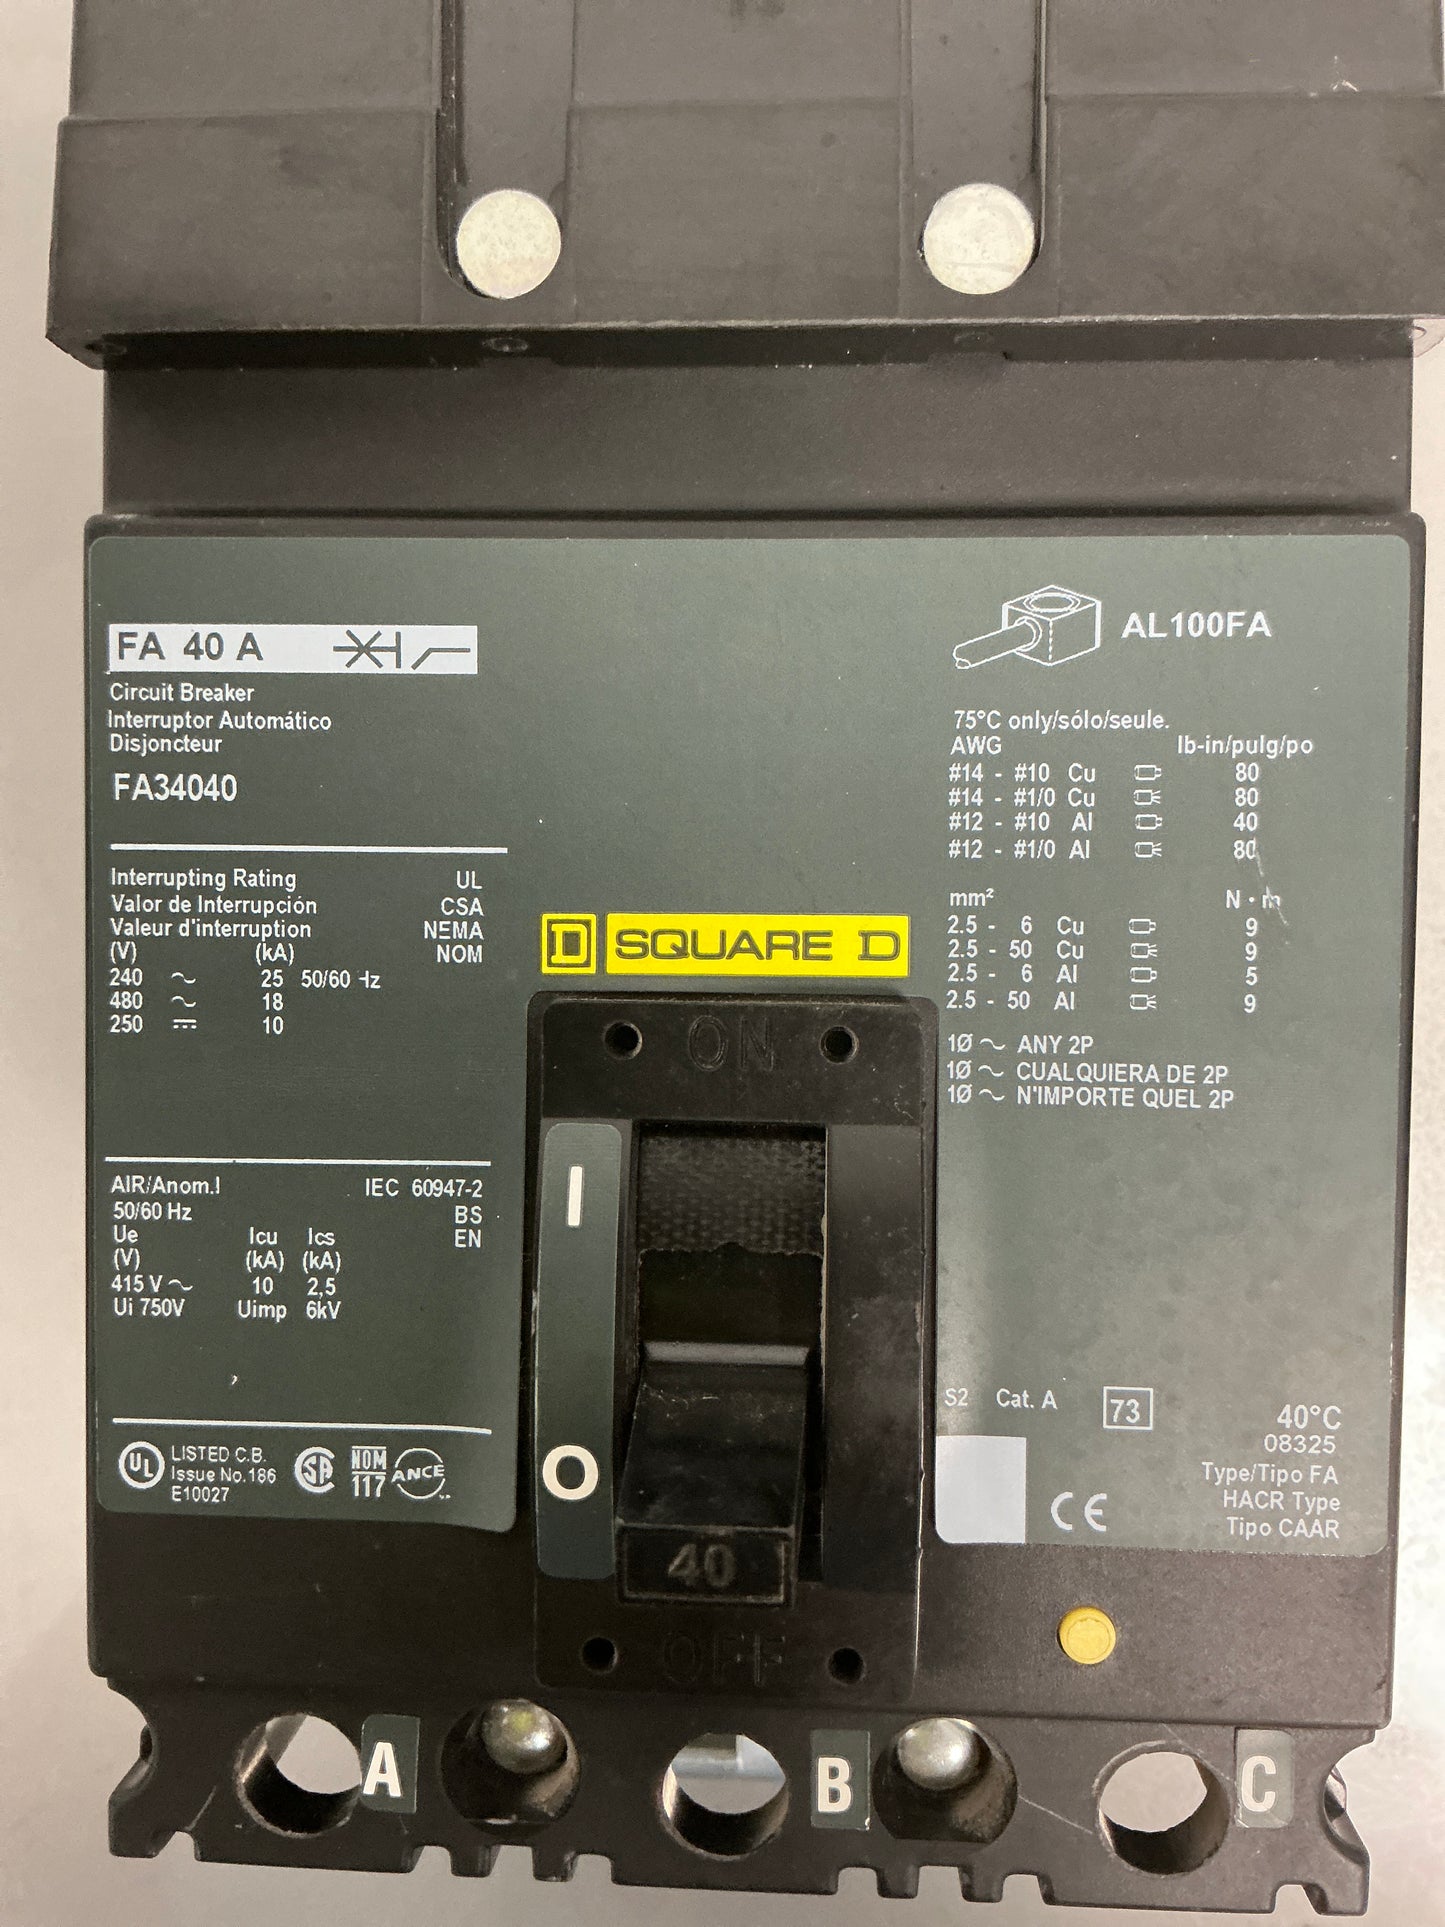 FA 40 A
Circuit Breaker
Interruptor Automático
Disjoncteur
FA34040
Interrupting Rating UL
Valor de Interrupción CSA
Valeur d'interruption NEMA
(V) (kA) NOM
240 ~ 25 50/60 Hz
480 ~ 18
250 ⎓ 10
AIR/Anom.I IEC 60947-2
50/60 Hz BS
Ue Icu Ics EN
(V) (kA) (kA)
415 V ~ 10 2,5
Ui 750V Uimp 6kV
UL LISTED C.B.
Issue No.186
E10027
SA
NOM
117
ANCE
D SQUARE D
ON
I
O
40
OFF
AL100FA
75°C only/sólo/seule.
AWG lb-in/pulg/po
#14 - #10 Cu 80
#14 - #1/0 Cu 80
#12 - #10 Al 40
#12 - #1/0 Al 80
mm² N·m
2.5 - 6 Cu 9
2.5 - 50 Cu 9
2.5 - 6 Al 5
2.5 - 50 Al 9
1Ø ~ ANY 2P
1Ø ~ CUALQUIERA DE 2P
1Ø ~ N'IMPORTE QUEL 2P
S2 Cat. A 73 40°C
08325
Type/Tipo FA
HACR Type
Tipo CAAR
CE
A B C